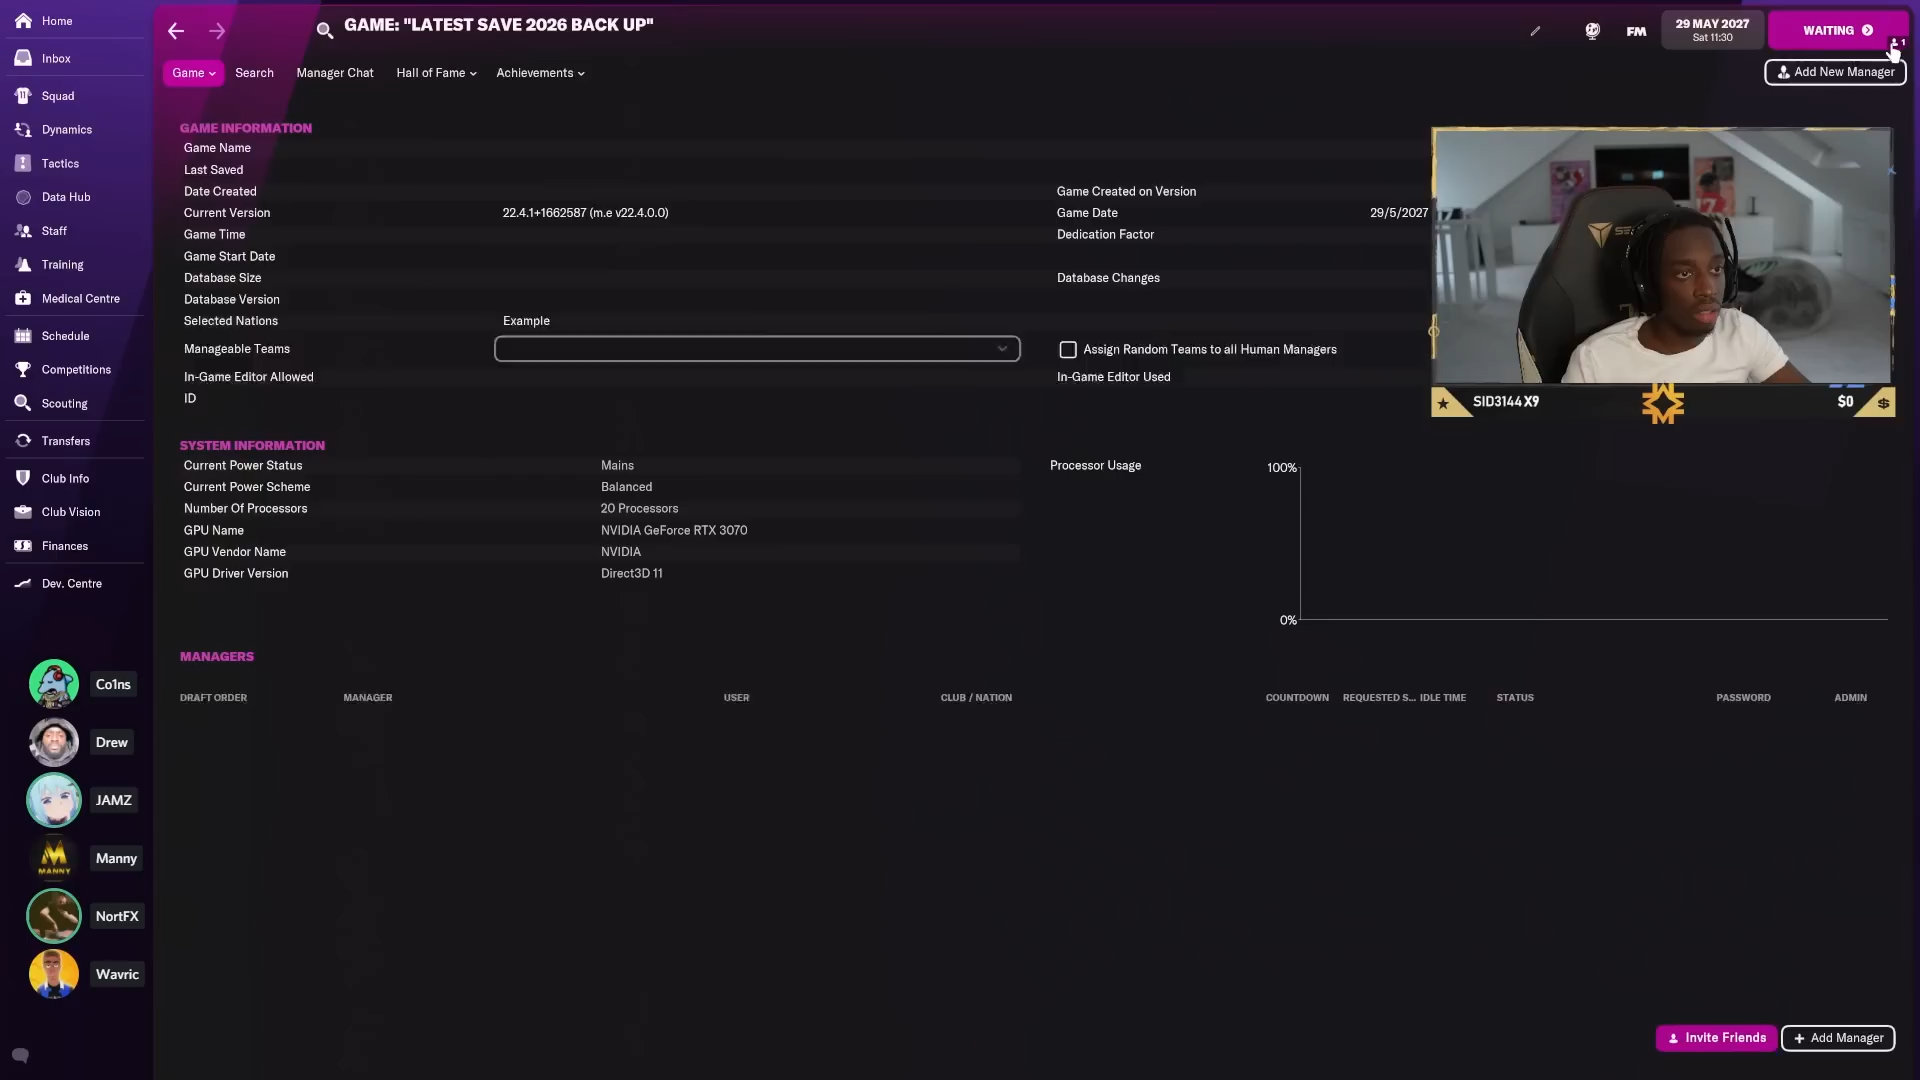 Home
Inbox
Squad
Dynamics
Tactics
Data Hub
Staff
Training
Medical Centre
Schedule
Competitions
Scouting
Transfers
Club Info
Club Vision
Finances
Dev. Centre
Co1ns
Drew
JAMZ
MANNY
Manny
NortFX
Wavric
GAME: "LATEST SAVE 2026 BACK UP"
FM
29 MAY 2027
Sat 11:30
WAITING
1
Game
Search
Manager Chat
Hall of Fame
Achievements
Add New Manager
GAME INFORMATION
Game Name
Last Saved
Date Created
Game Created on Version
Current Version 22.4.1+1662587 (m.e v22.4.0.0)
Game Date 29/5/2027
Game Time
Dedication Factor
Game Start Date
Database Size
Database Changes
Database Version
Selected Nations Example
Manageable Teams
Assign Random Teams to all Human Managers
In-Game Editor Allowed
In-Game Editor Used
ID
SID3144X9
$0
SYSTEM INFORMATION
Current Power Status Mains
Current Power Scheme Balanced
Number Of Processors 20 Processors
GPU Name NVIDIA GeForce RTX 3070
GPU Vendor Name NVIDIA
GPU Driver Version Direct3D 11
Processor Usage
100%
0%
MANAGERS
DRAFT ORDER MANAGER USER CLUB / NATION COUNTDOWN REQUESTED S... IDLE TIME STATUS PASSWORD ADMIN
Invite Friends
Add Manager